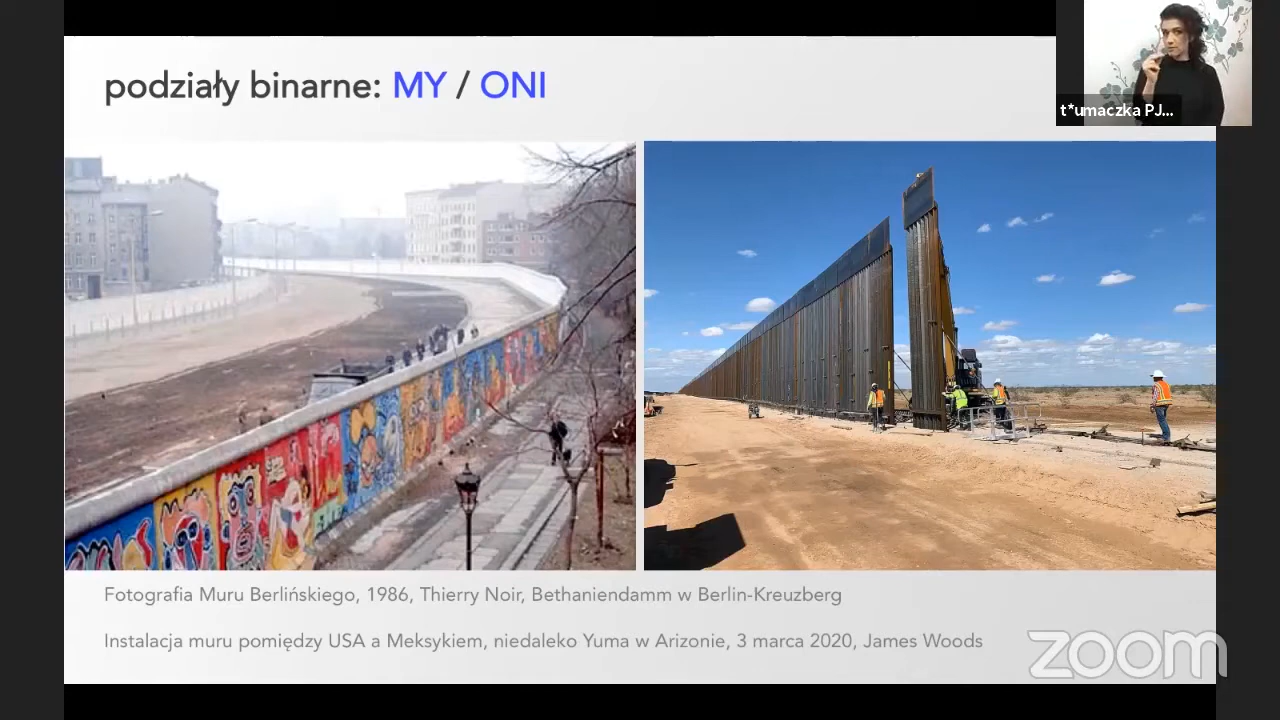 podziały binarne: MY / ONI
t*umaczka PJ...
Fotografia Muru Berlińskiego, 1986, Thierry Noir, Bethaniendamm w Berlin-Kreuzberg
Instalacja muru pomiędzy USA a Meksykiem, niedaleko Yuma w Arizonie, 3 marca 2020, James Woods
zoom